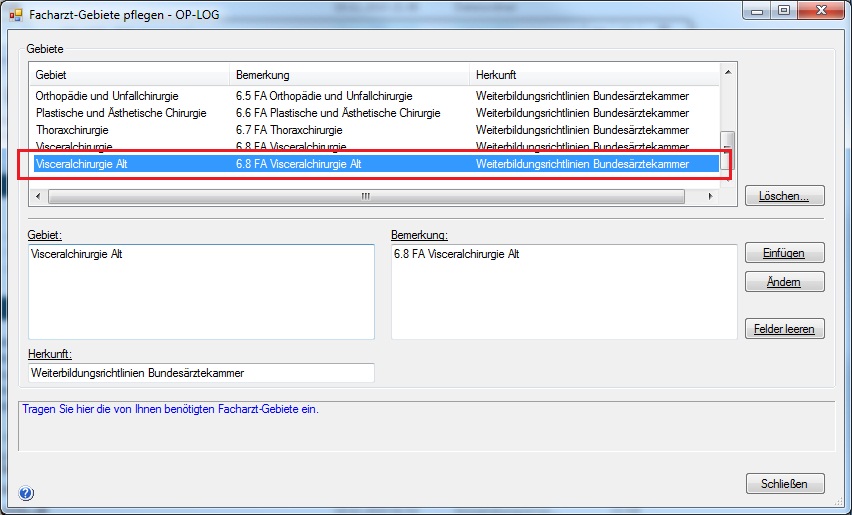 Facharzt-Gebiete pflegen - OP-LOG
Gebiete
Gebiet Bemerkung Herkunft
Orthopädie und Unfallchirurgie 6.5 FA Orthopädie und Unfallchirurgie Weiterbildungsrichtlinien Bundesärztekammer
Plastische und Ästhetische Chirurgie 6.6 FA Plastische und Ästhetische Chirurgie Weiterbildungsrichtlinien Bundesärztekammer
Thoraxchirurgie 6.7 FA Thoraxchirurgie Weiterbildungsrichtlinien Bundesärztekammer
Visceralchirurgie 6.8 FA Visceralchirurgie Weiterbildungsrichtlinien Bundesärztekammer
Visceralchirurgie Alt 6.8 FA Visceralchirurgie Alt Weiterbildungsrichtlinien Bundesärztekammer
Löschen...
Gebiet: Bemerkung:
Visceralchirurgie Alt 6.8 FA Visceralchirurgie Alt
Einfügen
Ändern
Felder leeren
Herkunft:
Weiterbildungsrichtlinien Bundesärztekammer
Tragen Sie hier die von Ihnen benötigten Facharzt-Gebiete ein.
Schließen